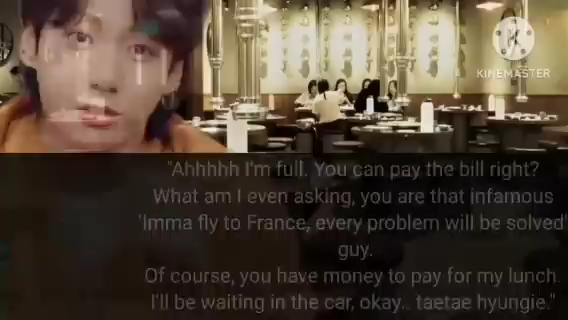 KINEMASTER
"Ahhhhh I'm full. You can pay the bill right?
What am I even asking, you are that infamous
'Imma fly to France, every problem will be solved'
guy.
Of course, you have money to pay for my lunch.
I'll be waiting in the car, okay.. taetae hyungie."